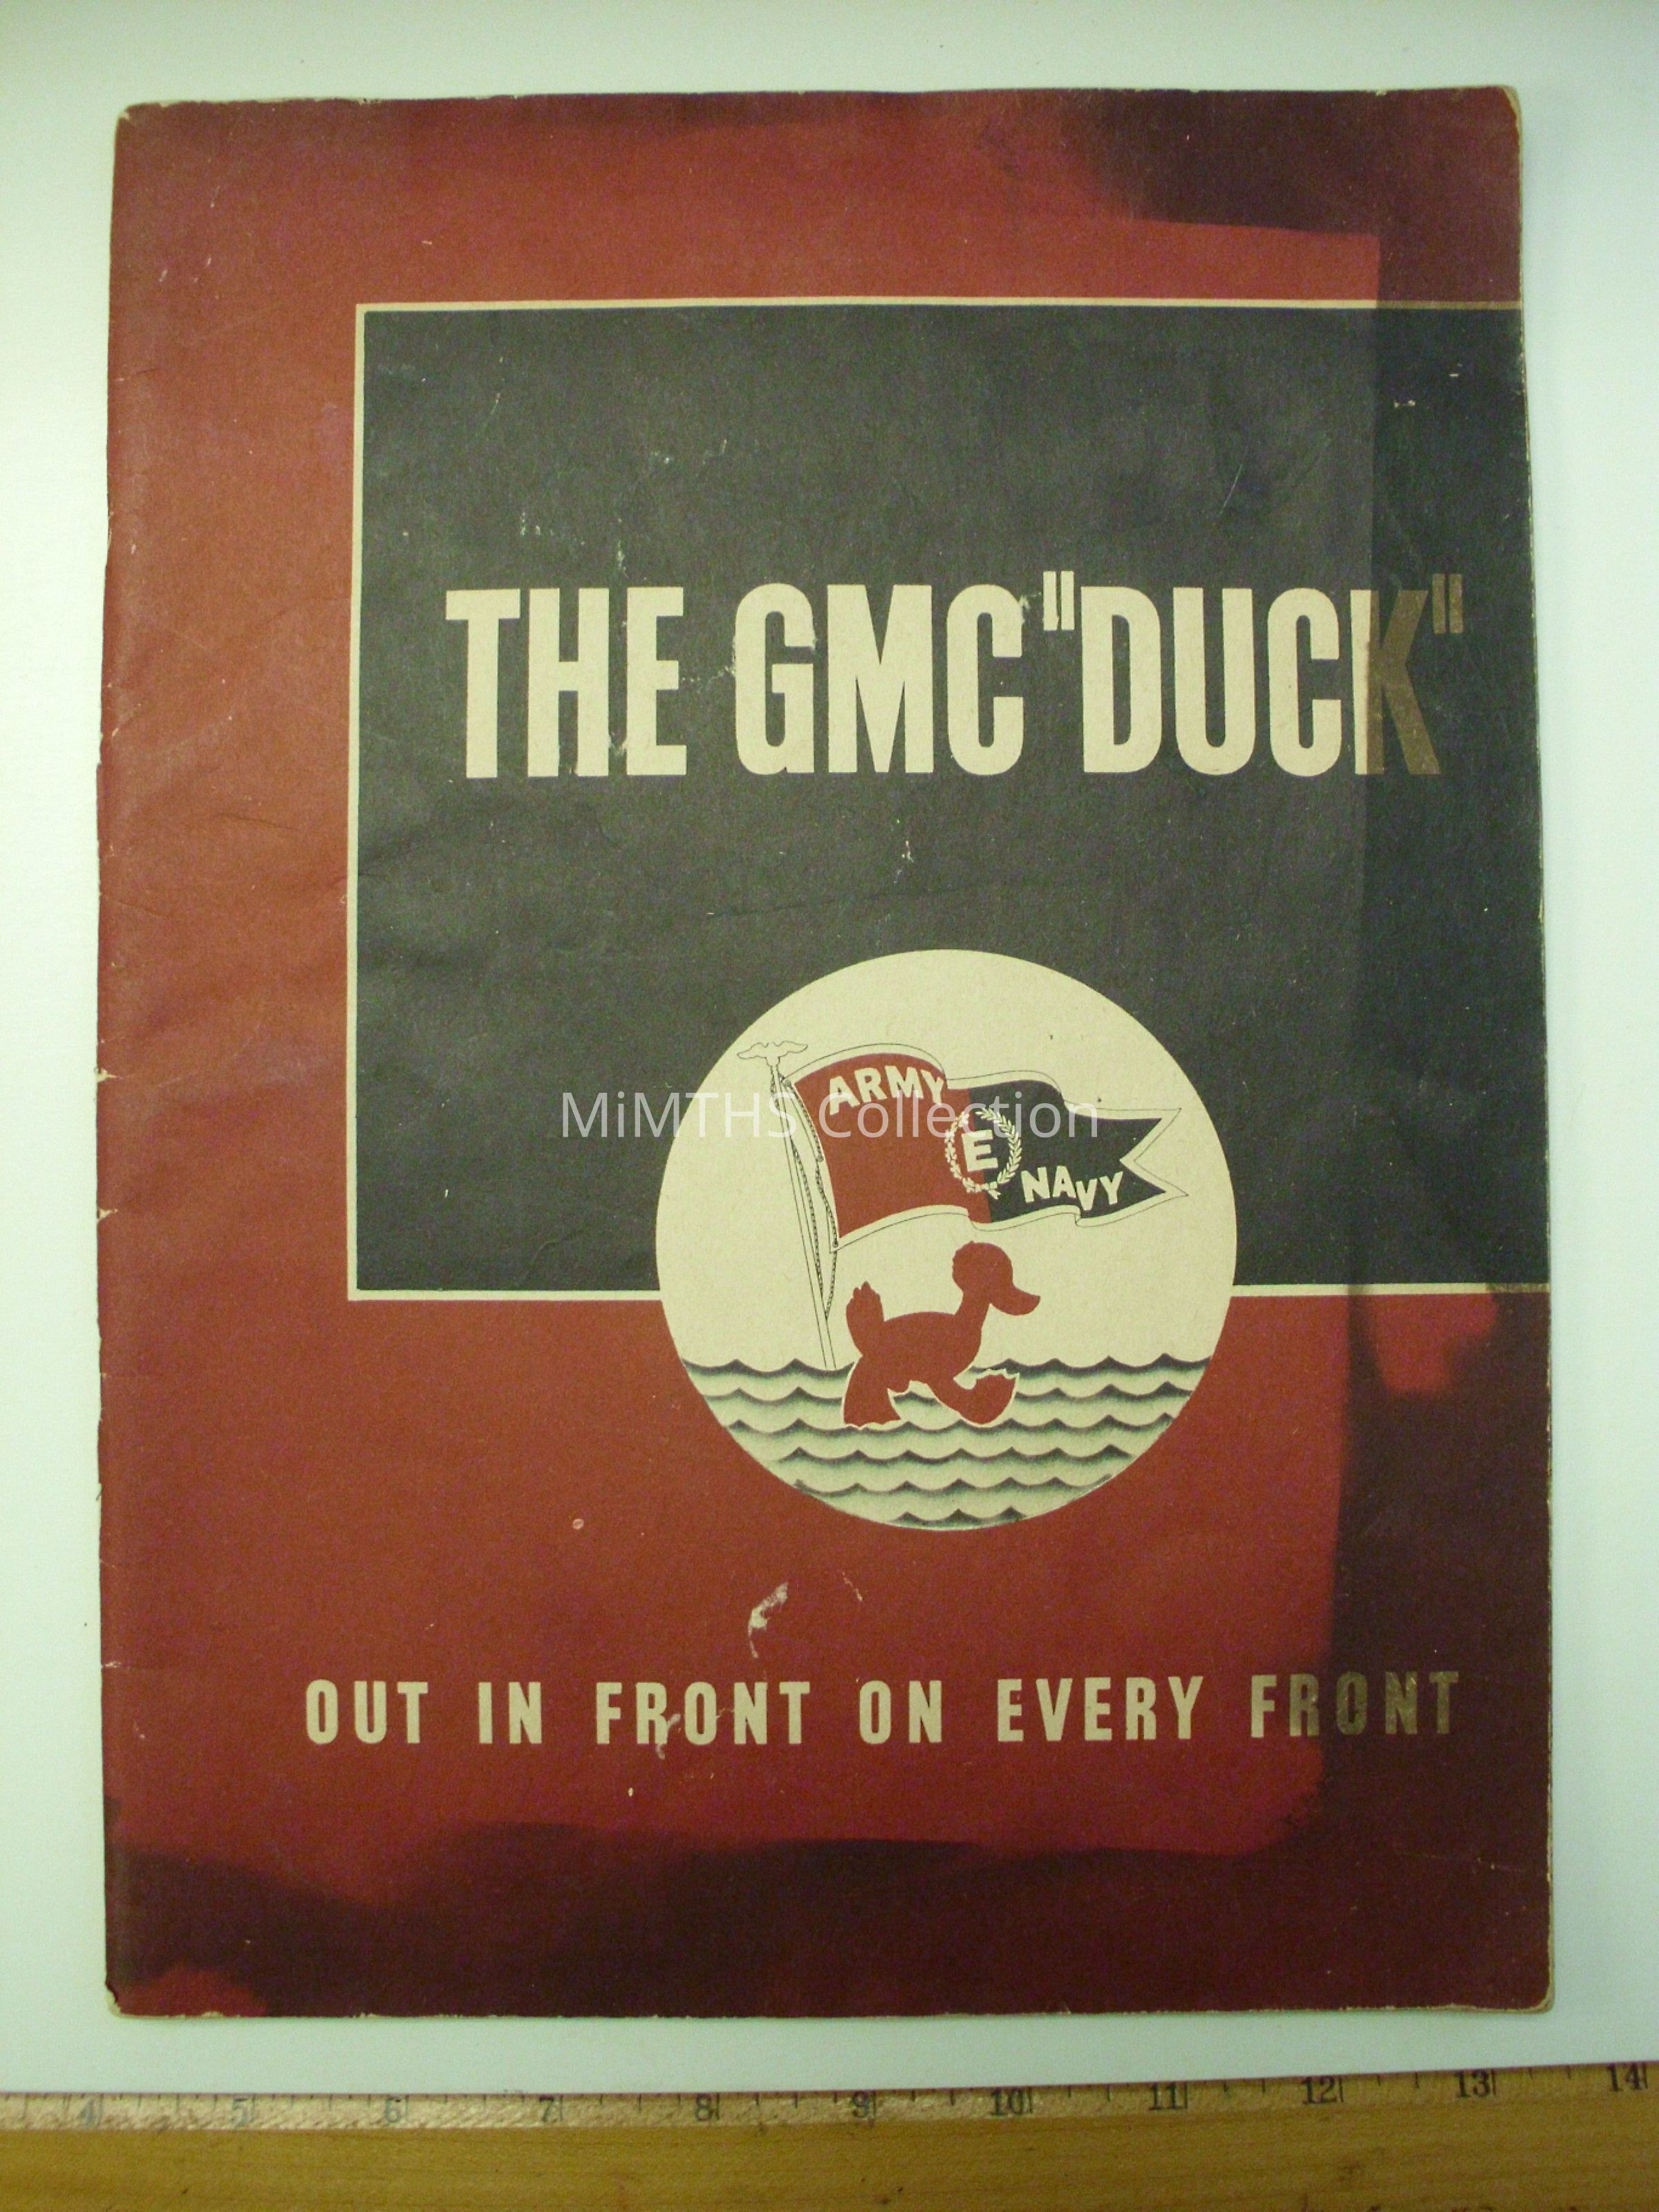 THE GMC "DUCK"
ARMY
E
NAVY
MiMTHS Collection
OUT IN FRONT ON EVERY FRONT
4 5 6 7 8 9 10 11 12 13 14